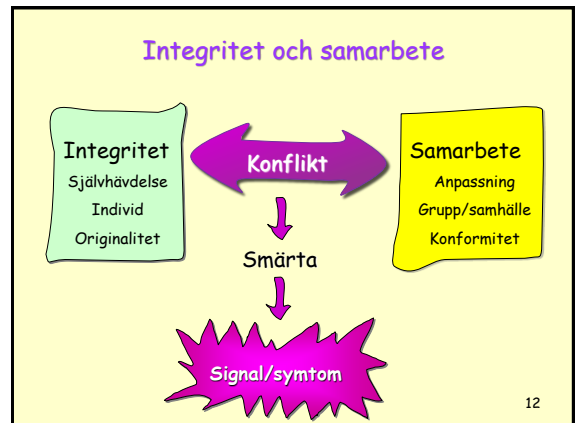 Integritet och samarbete
Integritet
Självhävdelse
Individ
Originalitet
Konflikt
Samarbete
Anpassning
Grupp/samhälle
Konformitet
Smärta
Signal/symtom
12